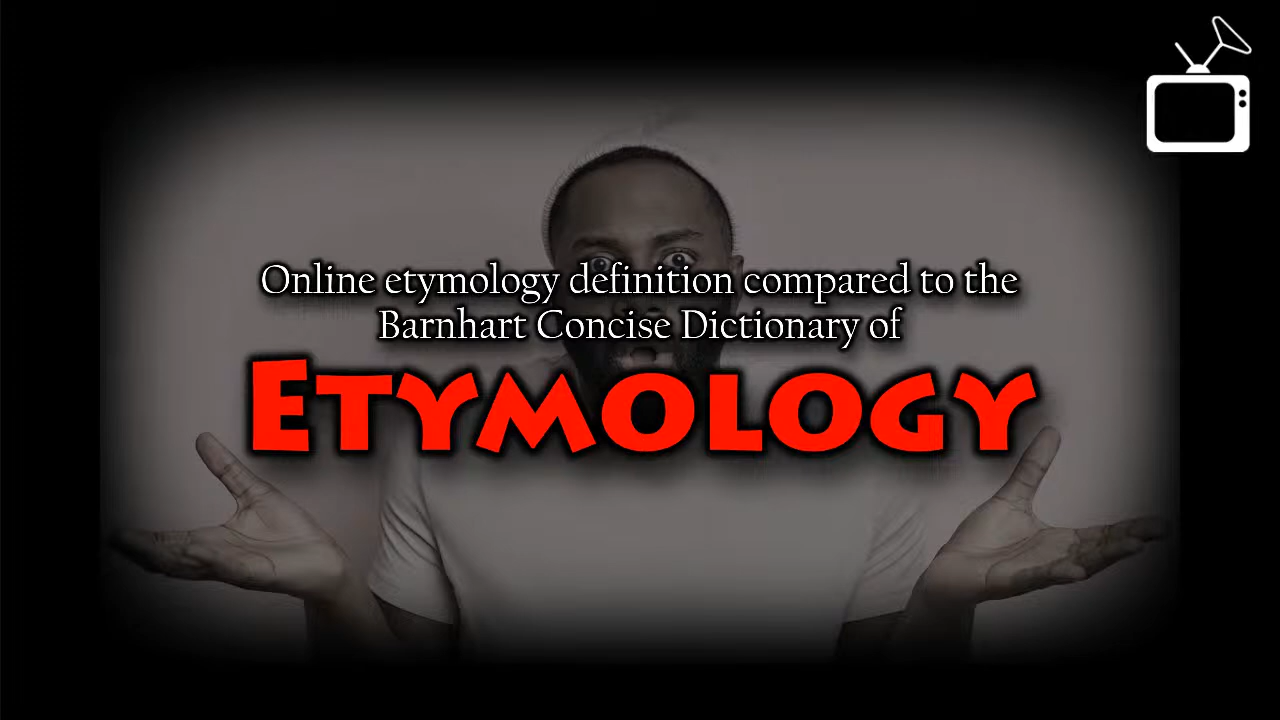 Online etymology definition compared to the
Barnhart Concise Dictionary of
ETYMOLOGY